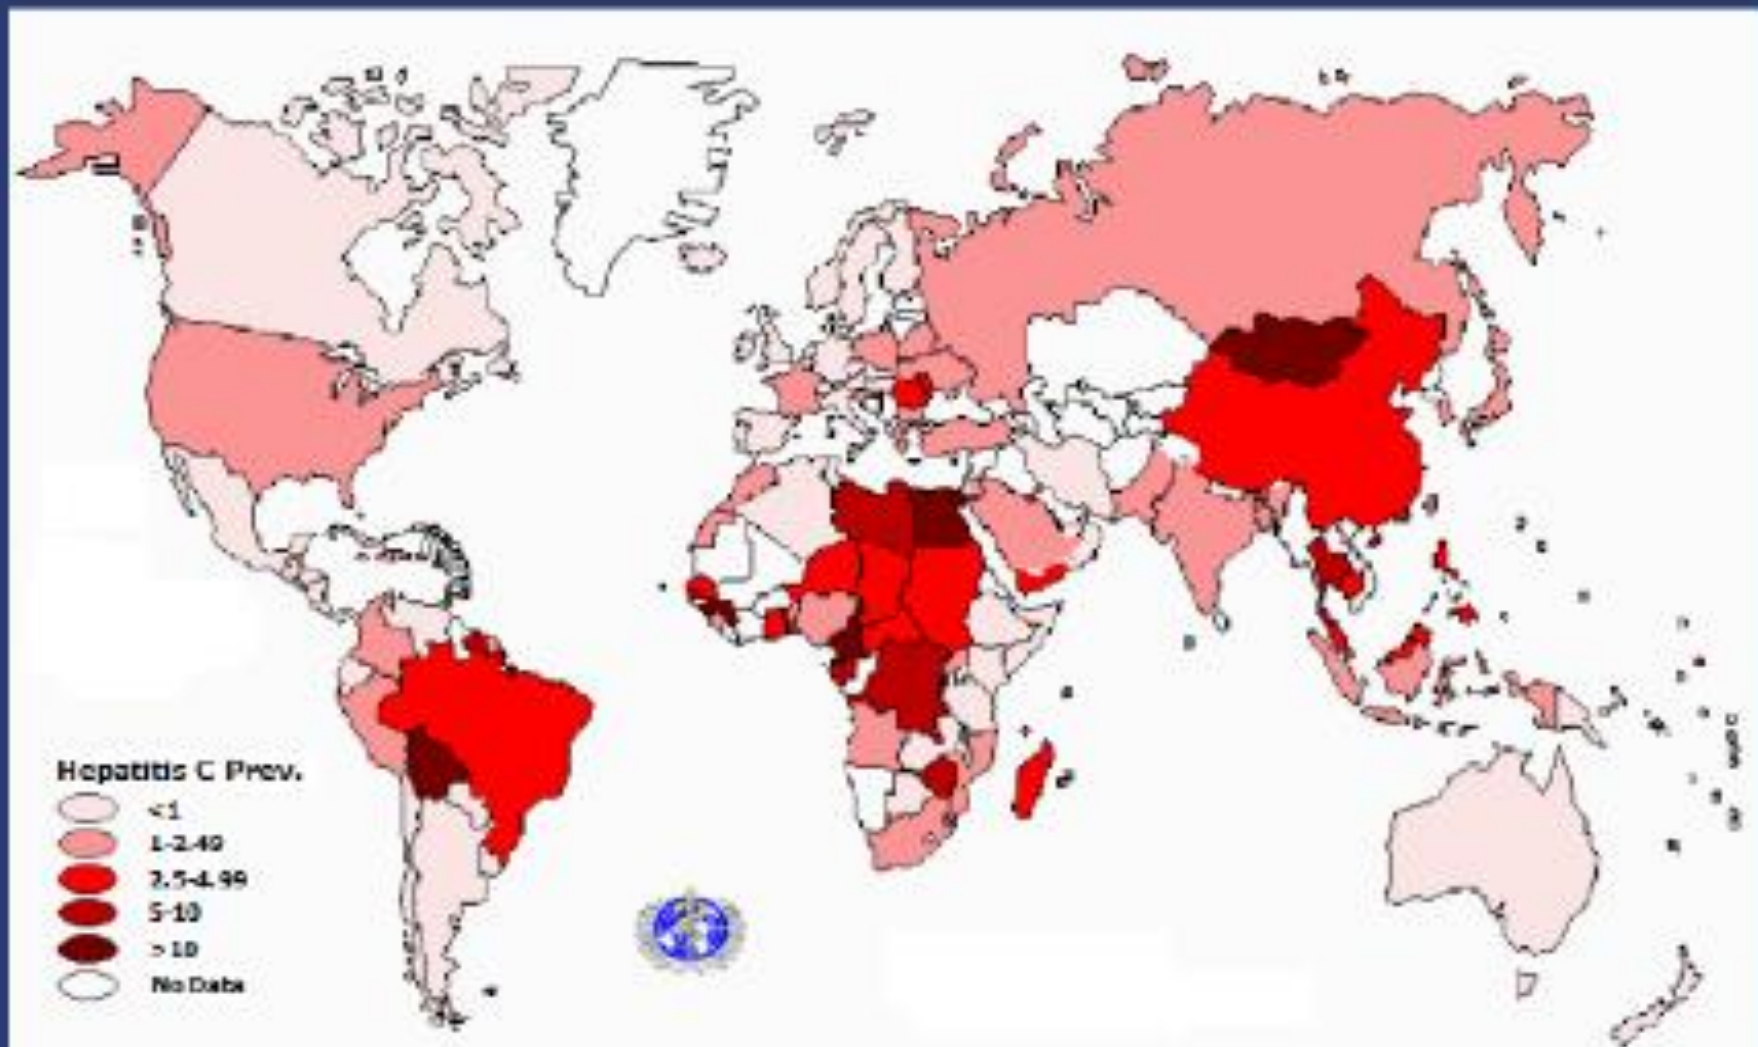 Hepatitis C Prev.
<1
1-2.49
2.5-4.99
5-10
>10
No Data